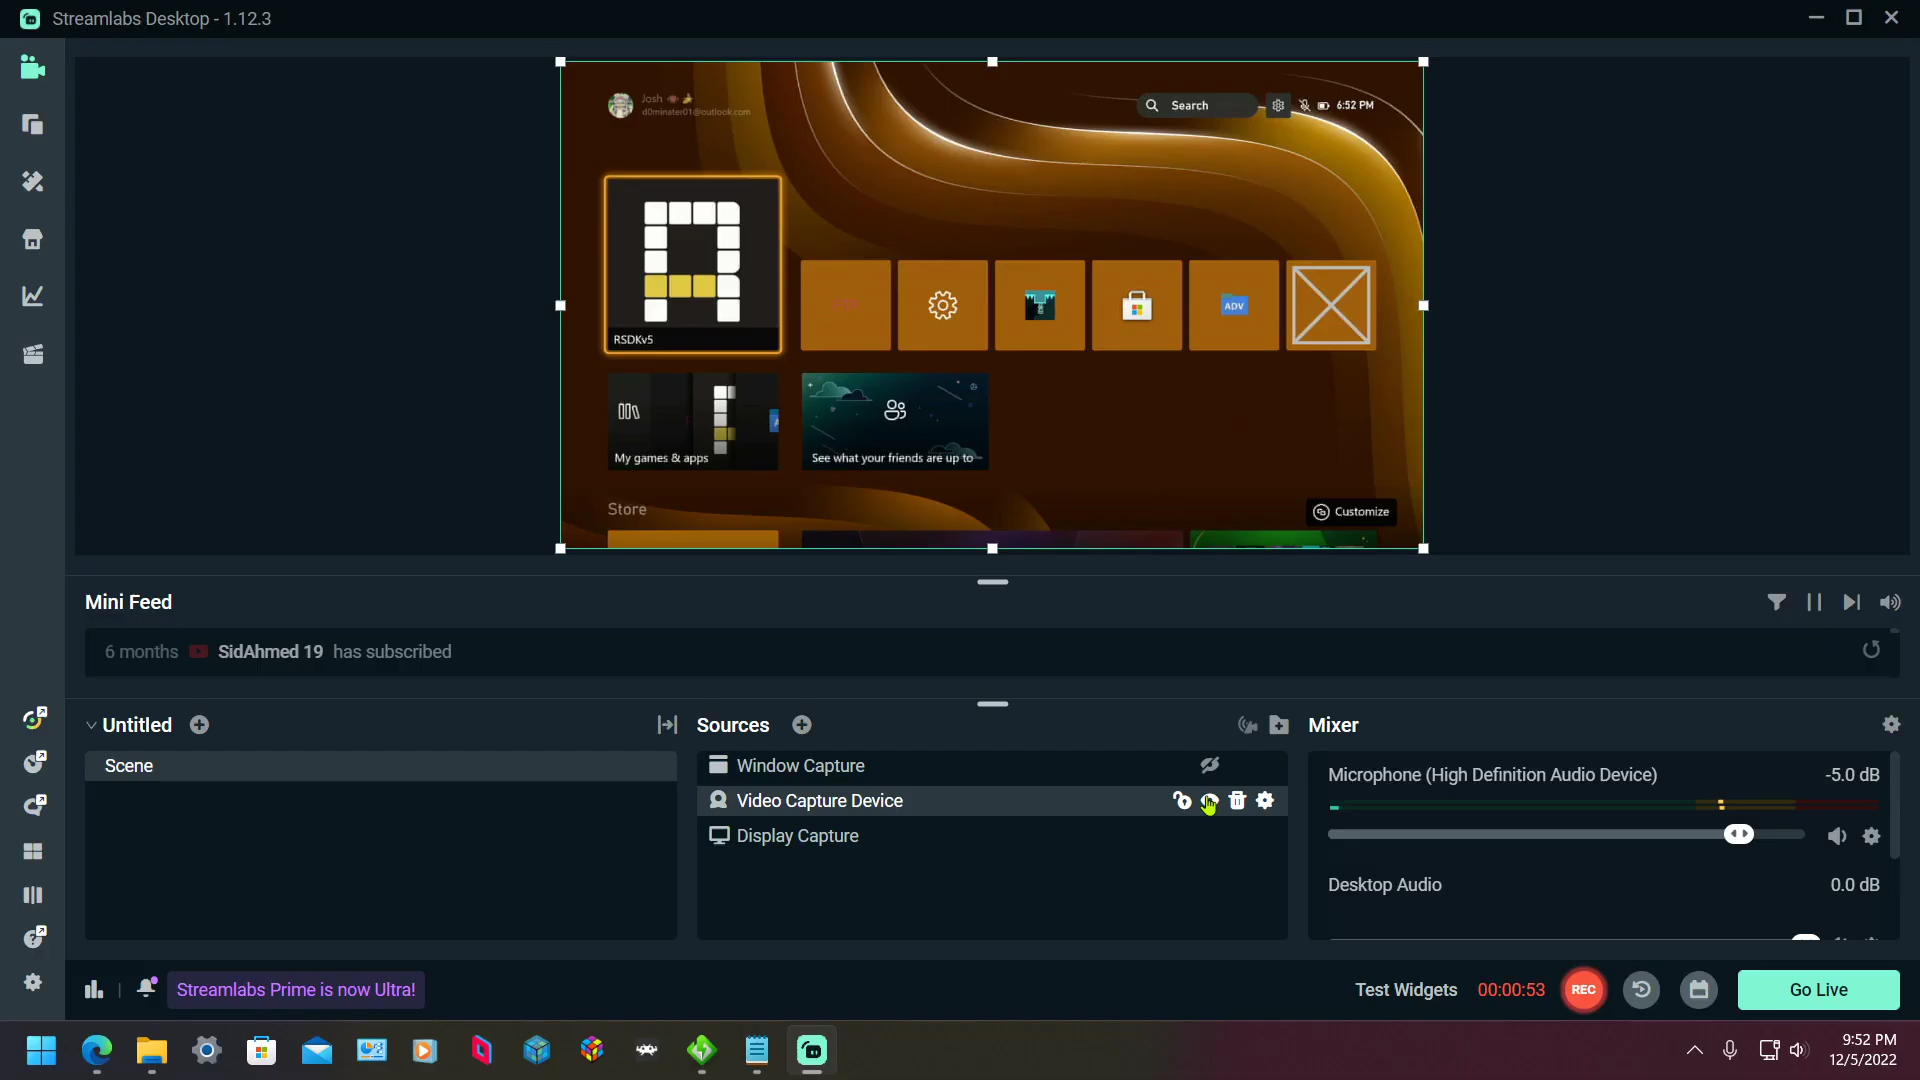 Streamlabs Desktop - 1.12.3
Josh
d0minater01@outlook.com
Search
6:52 PM
RSDKv5
ADV
My games & apps
See what your friends are up to
Store
Customize
Mini Feed
6 months SidAhmed 19 has subscribed
Untitled
Scene
Sources
Window Capture
Video Capture Device
Display Capture
Mixer
Microphone (High Definition Audio Device) -5.0 dB
Desktop Audio 0.0 dB
Streamlabs Prime is now Ultra!
Test Widgets 00:00:53 REC
Go Live
9:52 PM
12/5/2022